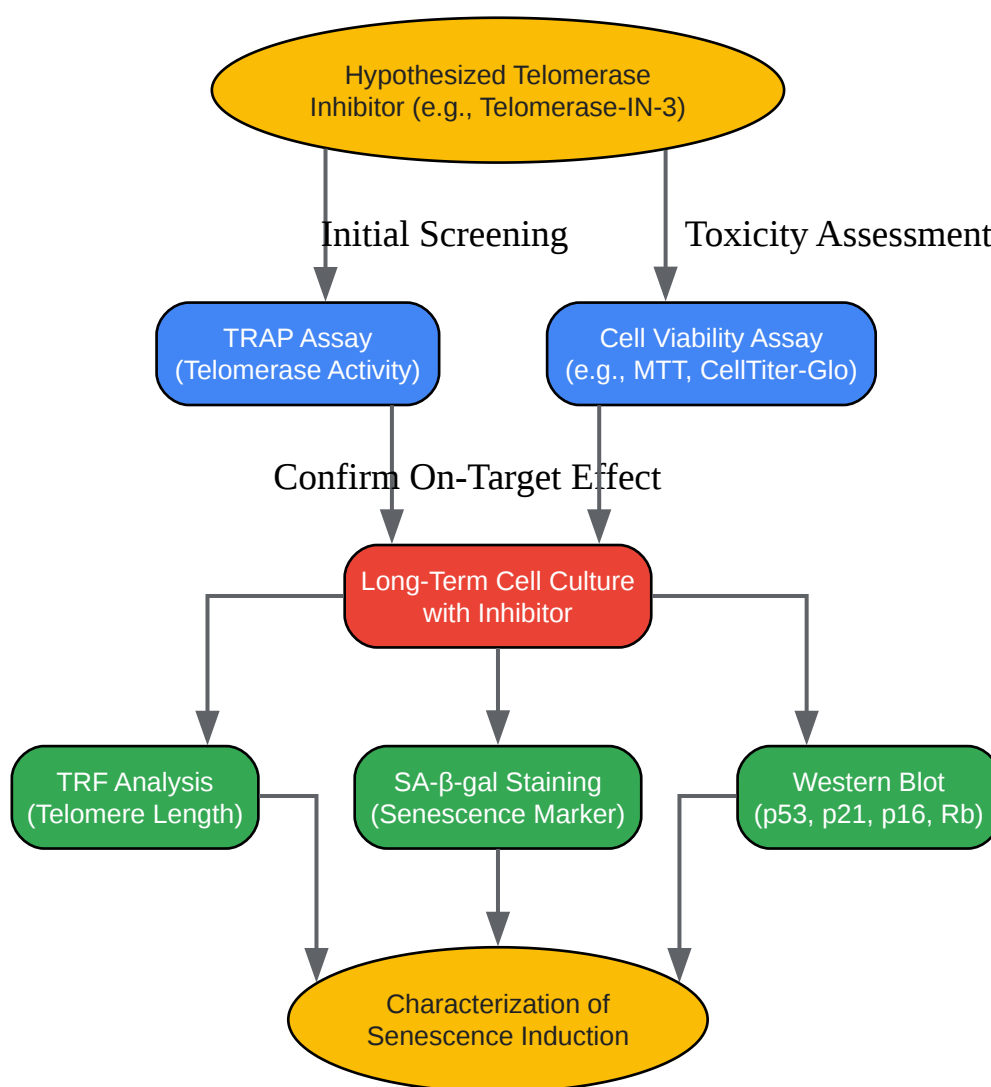 Hypothesized Telomerase
Inhibitor (e.g., Telomerase-IN-3)
Initial Screening
Toxicity Assessment
TRAP Assay
(Telomerase Activity)
Cell Viability Assay
(e.g., MTT, CellTiter-Glo)
Confirm On-Target Effect
Long-Term Cell Culture
with Inhibitor
TRF Analysis
(Telomere Length)
SA-β-gal Staining
(Senescence Marker)
Western Blot
(p53, p21, p16, Rb)
Characterization of
Senescence Induction